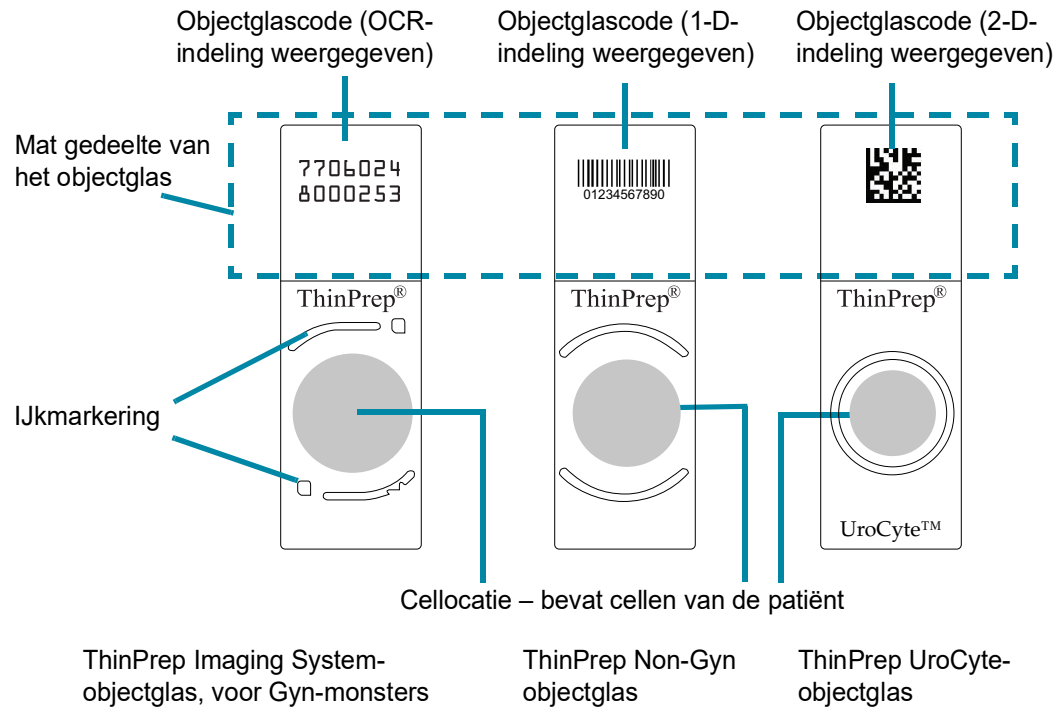 Objectglascode (OCR-
indeling weergegeven)
Objectglascode (1-D-
indeling weergegeven)
Objectglascode (2-D-
indeling weergegeven)
Mat gedeelte van
het objectglas
7706024
8000253
01234567890
ThinPrep®
ThinPrep®
ThinPrep®
IJkmarkering
UroCyte™
Cellocatie – bevat cellen van de patiënt
ThinPrep Imaging System-
objectglas, voor Gyn-monsters
ThinPrep Non-Gyn
objectglas
ThinPrep UroCyte-
objectglas